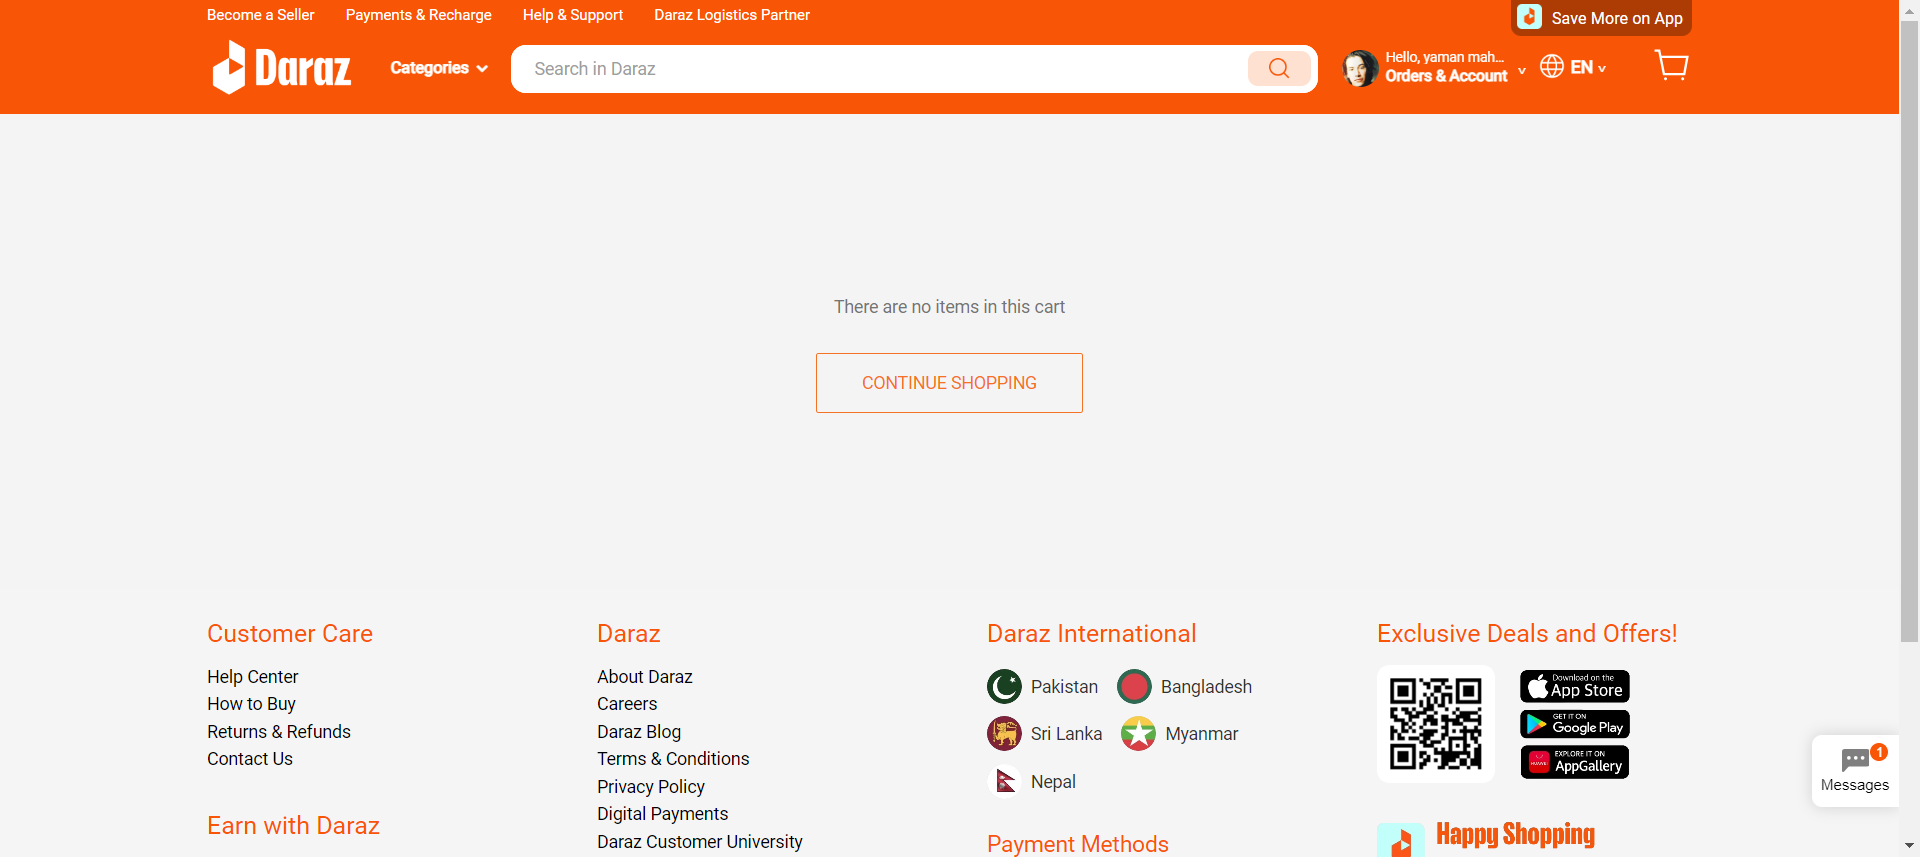 Become a Seller
Payments & Recharge
Help & Support
Daraz Logistics Partner
Save More on App
Daraz
Categories
Search in Daraz
Hello, yaman mah...
Orders & Account
EN
There are no items in this cart
CONTINUE SHOPPING
Customer Care
Help Center
How to Buy
Returns & Refunds
Contact Us
Earn with Daraz
Daraz
About Daraz
Careers
Daraz Blog
Terms & Conditions
Privacy Policy
Digital Payments
Daraz Customer University
Daraz International
Pakistan
Bangladesh
Sri Lanka
Myanmar
Nepal
Payment Methods
Exclusive Deals and Offers!
Download on the
App Store
GET IT ON
Google Play
HUAWEI
EXPLORE IT ON
AppGallery
Happy Shopping
1
Messages